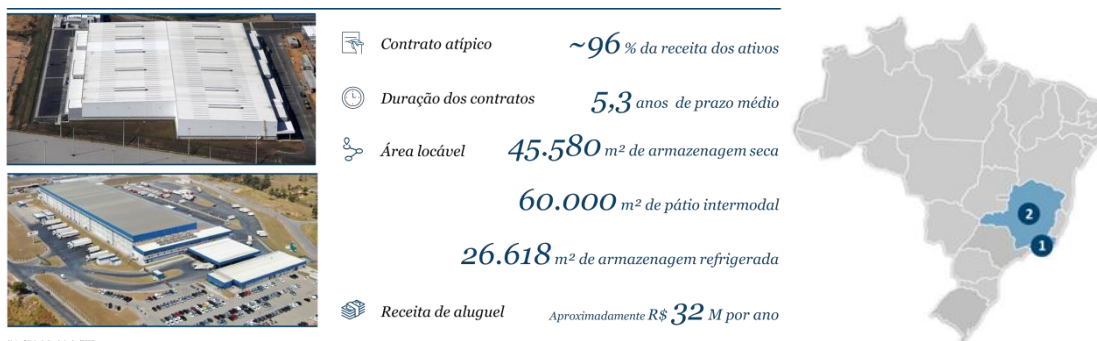 Contrato atípico ~96 % da receita dos ativos
Duração dos contratos 5,3 anos de prazo médio
Área locável 45.580 m² de armazenagem seca
60.000 m² de pátio intermodal
26.618 m² de armazenagem refrigerada
Receita de aluguel Aproximadamente R$ 32 M por ano
2
1